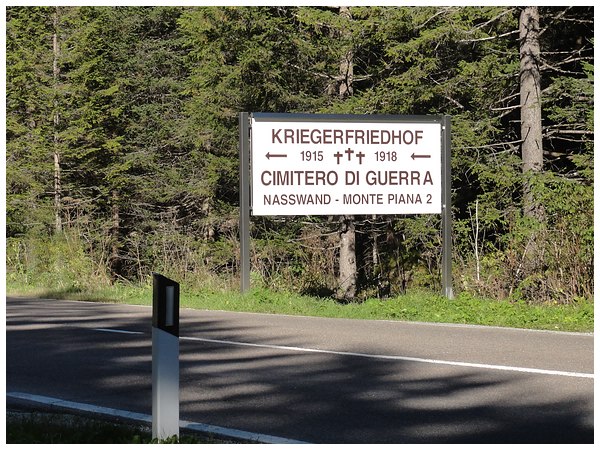 KRIEGERFRIEDHOF
← 1915 ††† 1918 ←
CIMITERO DI GUERRA
NASSWAND - MONTE PIANA 2